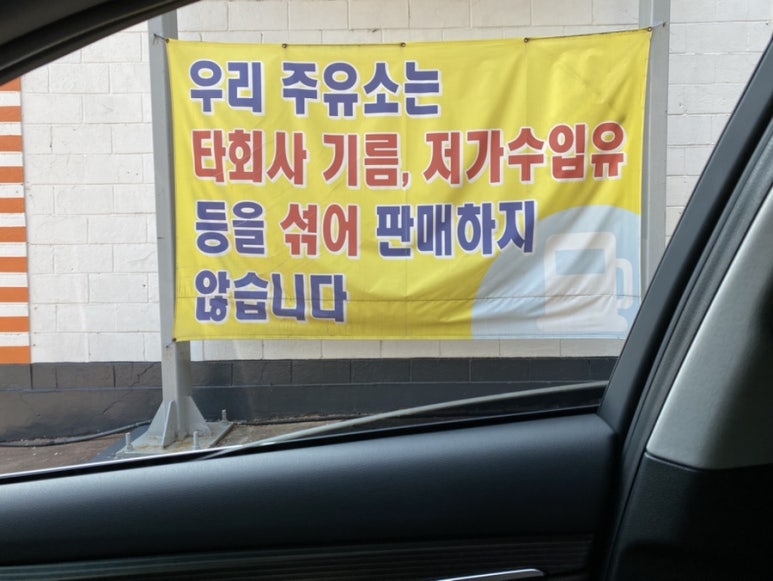 우리 주유소는
타회사 기름, 저가수입유
등을 섞어 판매하지
않습니다